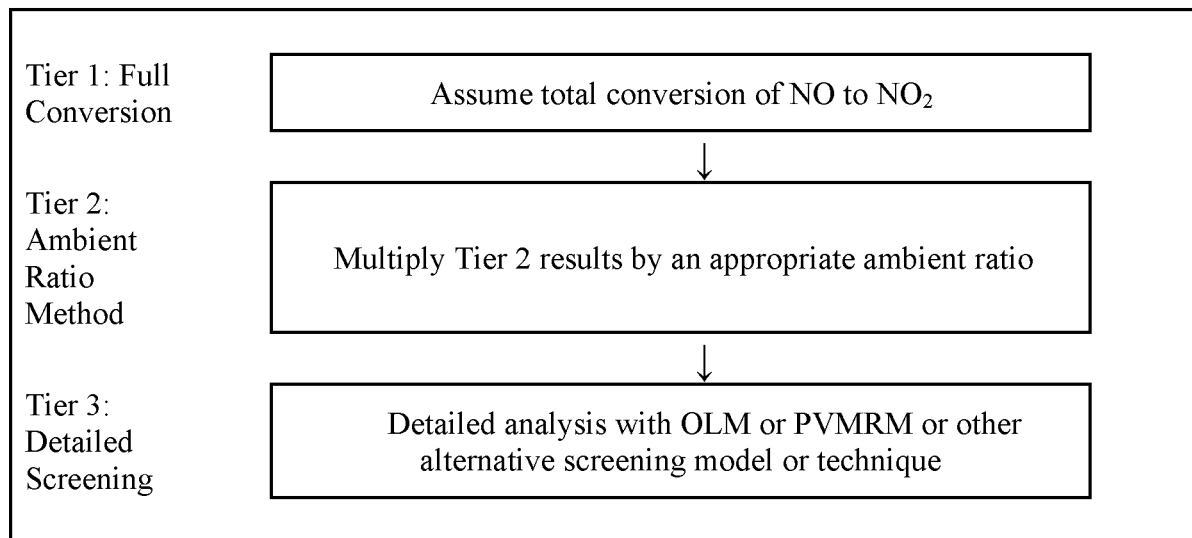 Tier 1: Full
Conversion
Assume total conversion of NO to NO₂
↓
Tier 2:
Ambient
Ratio
Method
Multiply Tier 2 results by an appropriate ambient ratio
↓
Tier 3:
Detailed
Screening
Detailed analysis with OLM or PVMRM or other
alternative screening model or technique